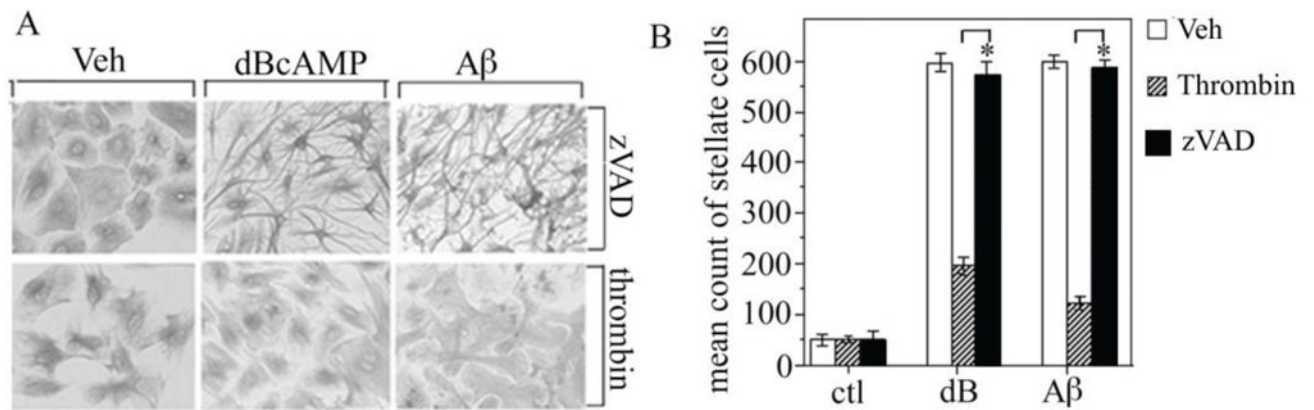 A
Veh dBcAMP Aβ
zVAD
thrombin
B
mean count of stellate cells
600
500
400
300
200
100
0
ctl dB Aβ
* *
Veh
Thrombin
zVAD